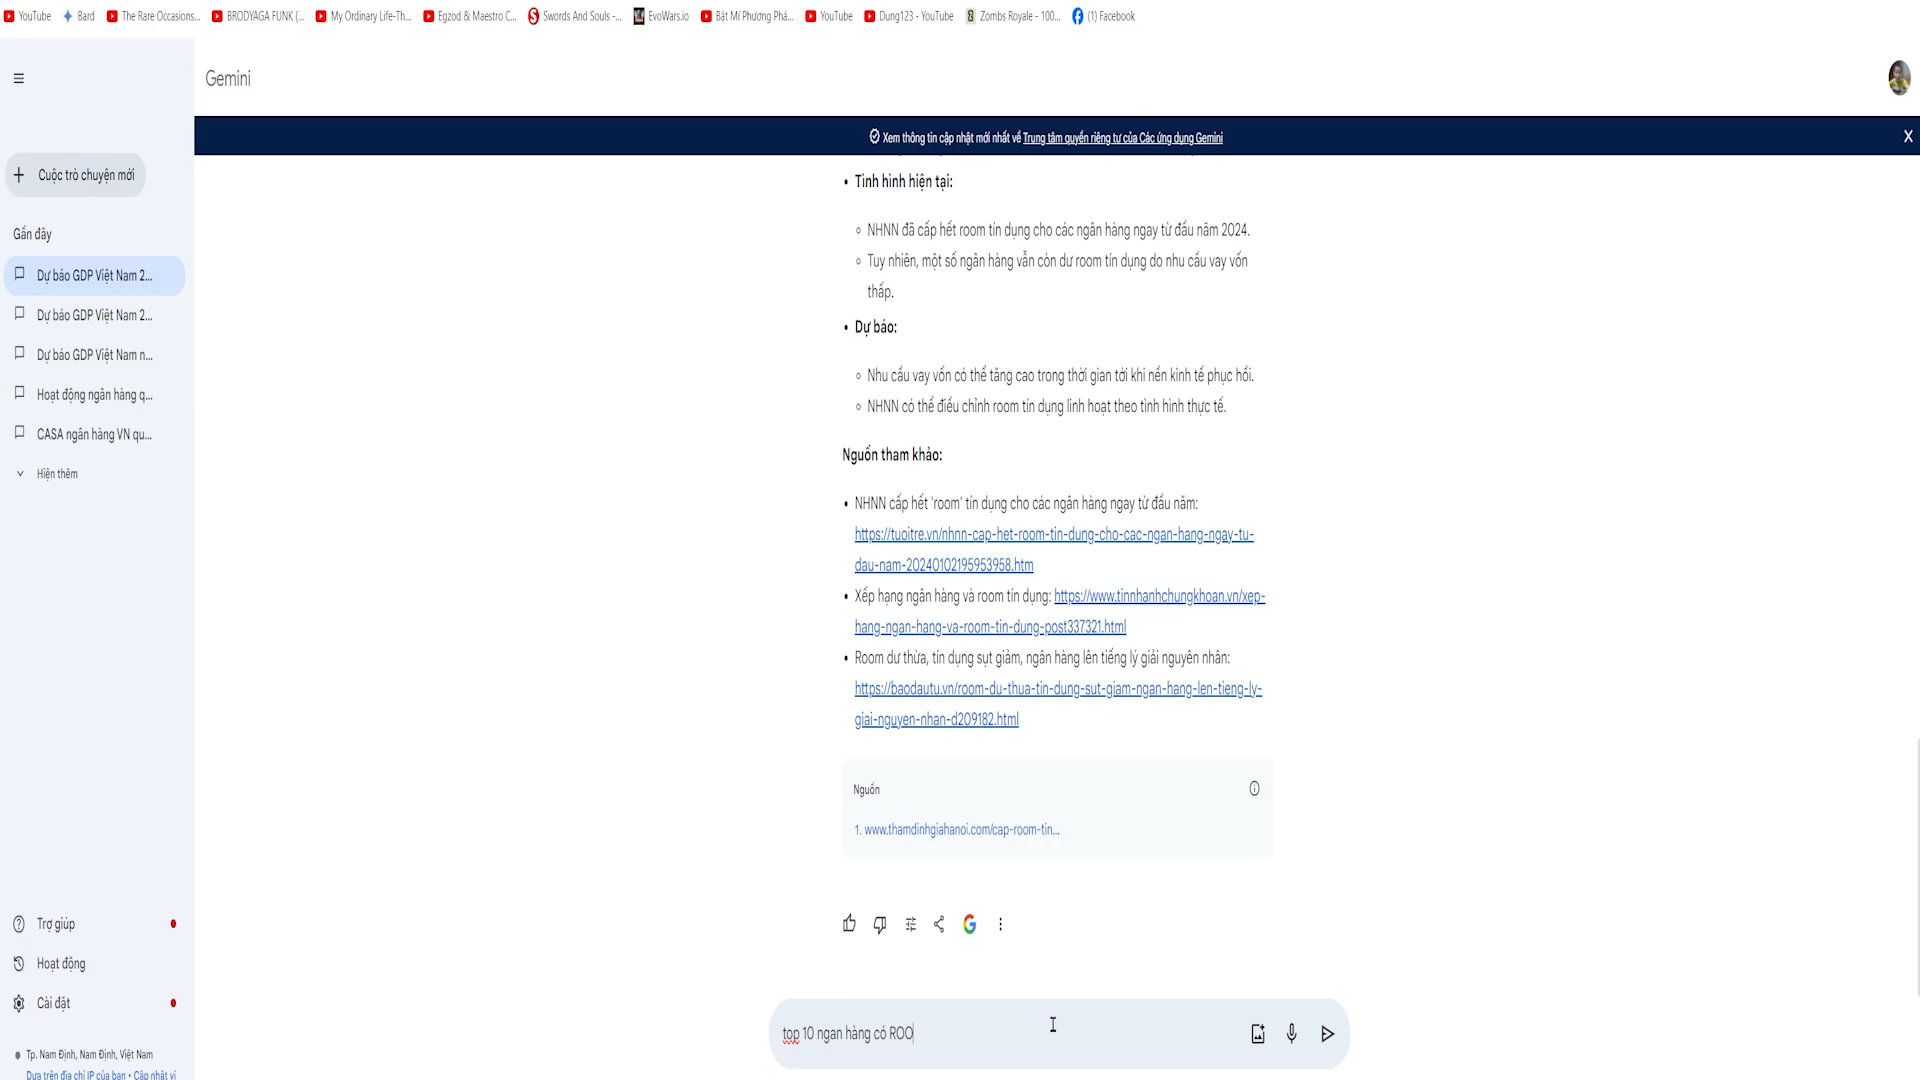 YouTube Bard The Rare Occasions... BRODYAGA FUNK (... My Ordinary Life-Th... Egzod & Maestro C... Swords And Souls -... EvoWars.io Bật Mí Phương Phá... YouTube Dung123 - YouTube Zombs Royale - 100... (1) Facebook
Gemini
Xem thông tin cập nhật mới nhất về Trung tâm quyền riêng tư của Các ứng dụng Gemini X
Cuộc trò chuyện mới
Gần đây
Dự báo GDP Việt Nam 2...
Dự báo GDP Việt Nam 2...
Dự báo GDP Việt Nam n...
Hoạt động ngân hàng q...
CASA ngân hàng VN qu...
Hiện thêm
Trợ giúp
Hoạt động
Cài đặt
Tp. Nam Định, Nam Định, Việt Nam
Dựa trên địa chỉ IP của bạn • Cập nhật vị
• Tình hình hiện tại:
NHNN đã cấp hết room tín dụng cho các ngân hàng ngay từ đầu năm 2024.
Tuy nhiên, một số ngân hàng vẫn còn dư room tín dụng do nhu cầu vay vốn
thấp.
• Dự báo:
Nhu cầu vay vốn có thể tăng cao trong thời gian tới khi nền kinh tế phục hồi.
NHNN có thể điều chỉnh room tín dụng linh hoạt theo tình hình thực tế.
Nguồn tham khảo:
• NHNN cấp hết 'room' tín dụng cho các ngân hàng ngay từ đầu năm:
https://tuoitre.vn/nhnn-cap-het-room-tin-dung-cho-cac-ngan-hang-ngay-tu-
dau-nam-20240102195953958.htm
• Xếp hạng ngân hàng và room tín dụng: https://www.tinnhanhchungkhoan.vn/xep-
hang-ngan-hang-va-room-tin-dung-post337321.html
• Room dư thừa, tín dụng sụt giảm, ngân hàng lên tiếng lý giải nguyên nhân:
https://baodautu.vn/room-du-thua-tin-dung-sut-giam-ngan-hang-len-tieng-ly-
giai-nguyen-nhan-d209182.html
Nguồn
1. www.thamdinhgiahanoi.com/cap-room-tin...
top 10 ngan hàng có ROO